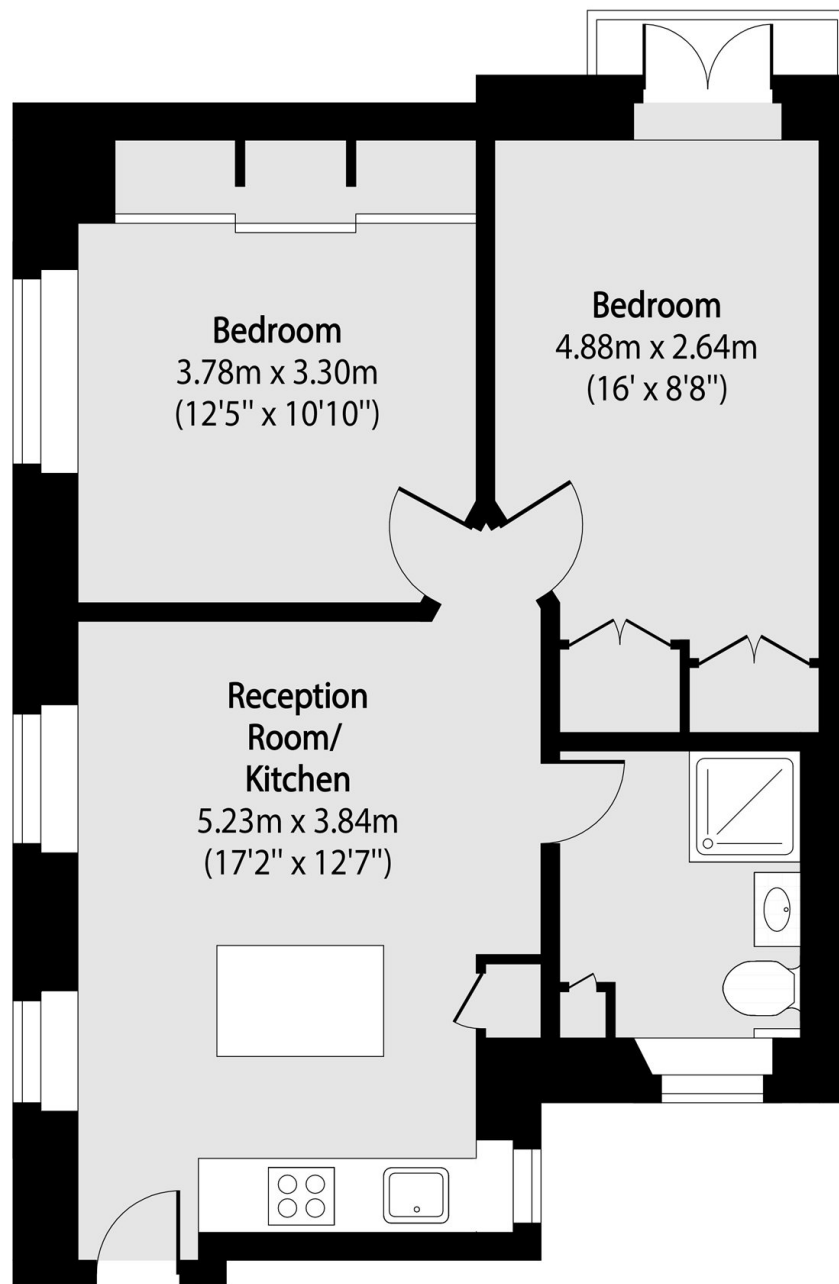 Bedroom
3.78m x 3.30m
(12'5" x 10'10")
Bedroom
4.88m x 2.64m
(16' x 8'8")
Reception
Room/
Kitchen
5.23m x 3.84m
(17'2" x 12'7")